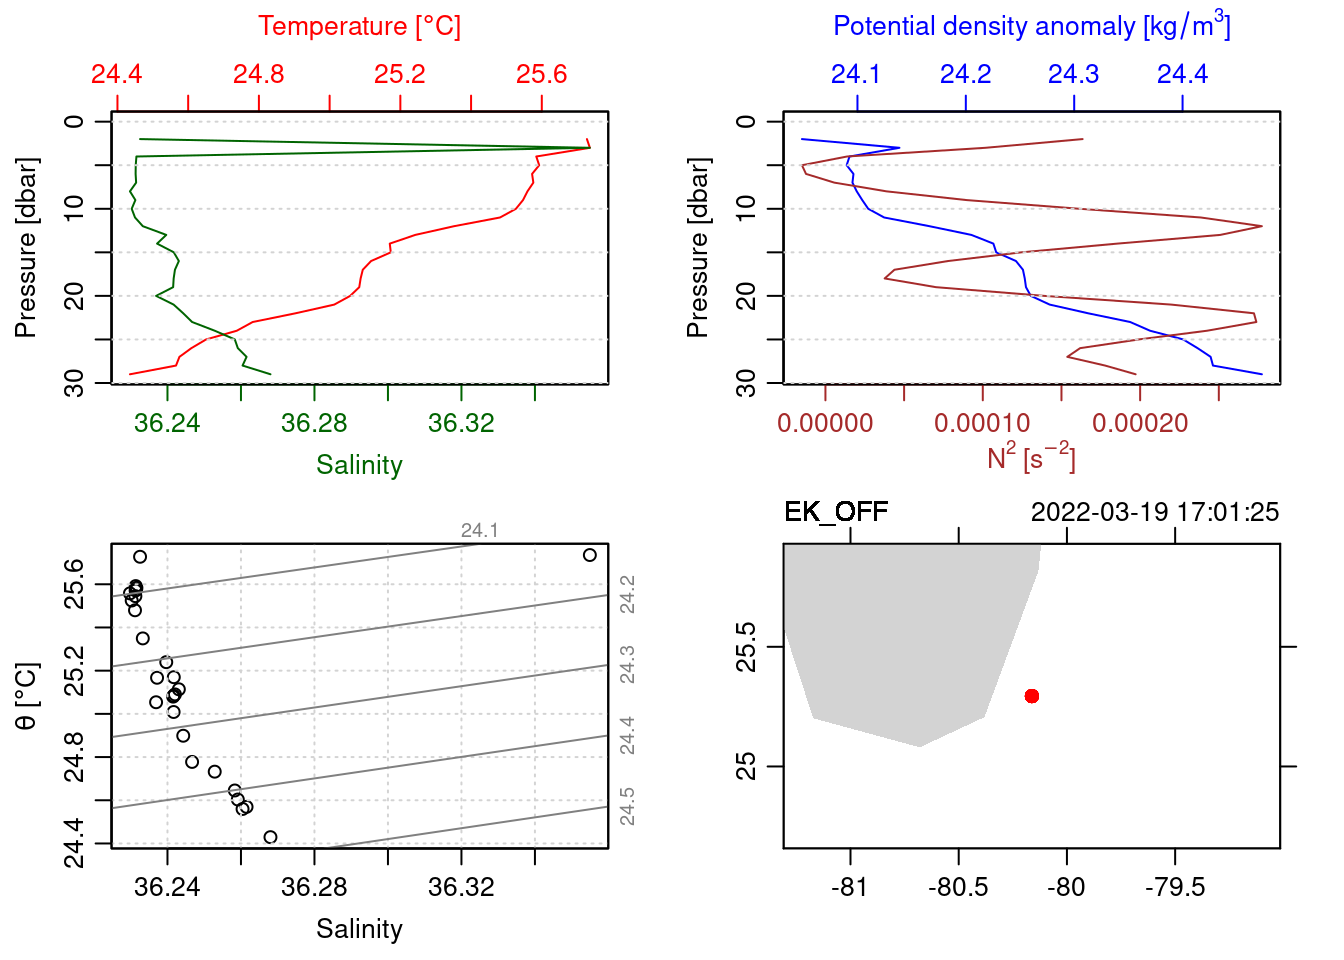 Temperature [°C]
24.4 24.8 25.2 25.6
Pressure [dbar]
0 10 20 30
36.24 36.28 36.32
Salinity
Potential density anomaly [kg/m³]
24.1 24.2 24.3 24.4
Pressure [dbar]
0 10 20 30
0.00000 0.00010 0.00020
N² [s⁻²]
24.1
24.2
24.3
24.4
24.5
θ [°C]
25.6 25.2 24.8 24.4
36.24 36.28 36.32
Salinity
EK_OFF 2022-03-19 17:01:25
25.5
25
-81 -80.5 -80 -79.5